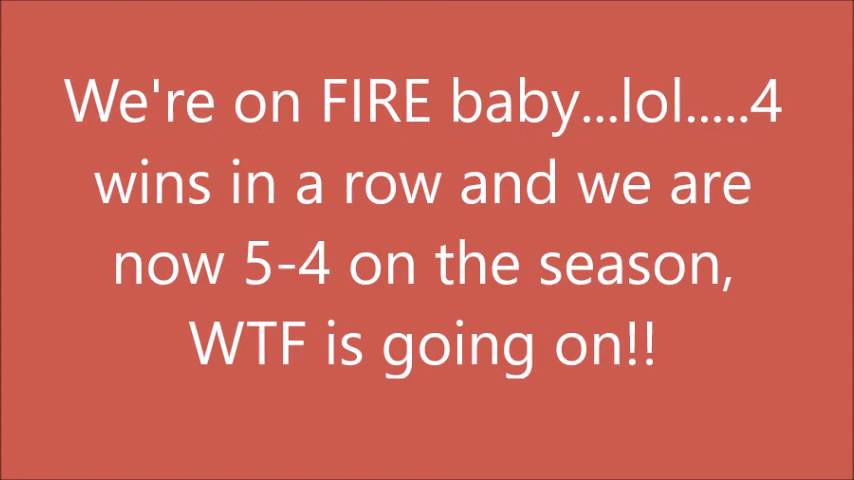 We're on FIRE baby...lol.....4
wins in a row and we are
now 5-4 on the season,
WTF is going on!!